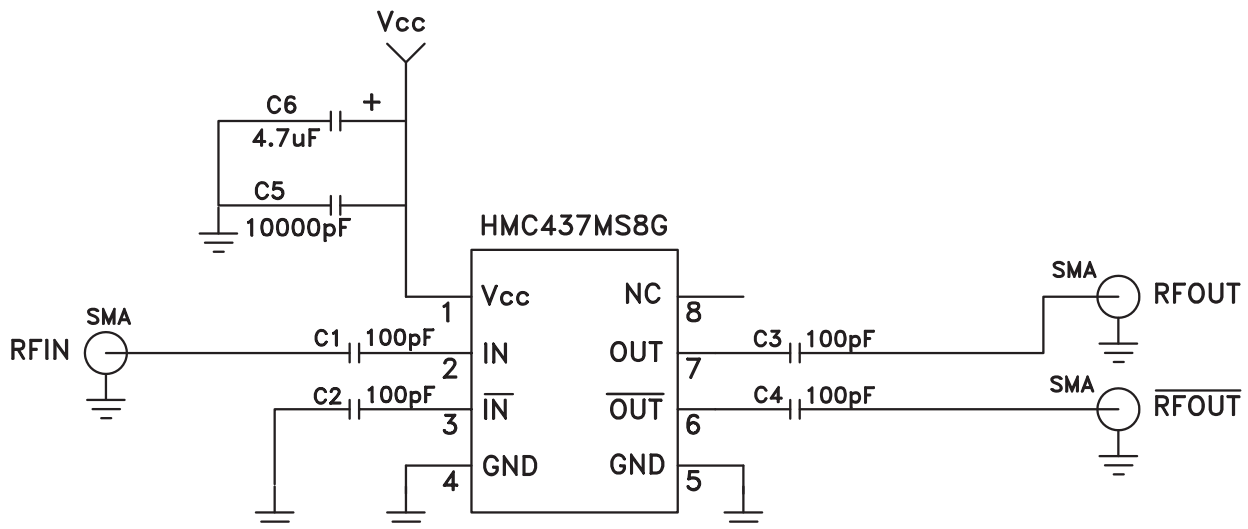 Vcc
C6
+
4.7uF
C5
10000pF
HMC437MS8G
Vcc
NC
1
8
SMA
RFOUT
SMA
RFIN
C1 100pF
IN
OUT
C3 100pF
2
7
C2 100pF
IN
OUT
C4 100pF
SMA
RFOUT
3
6
GND
GND
4
5